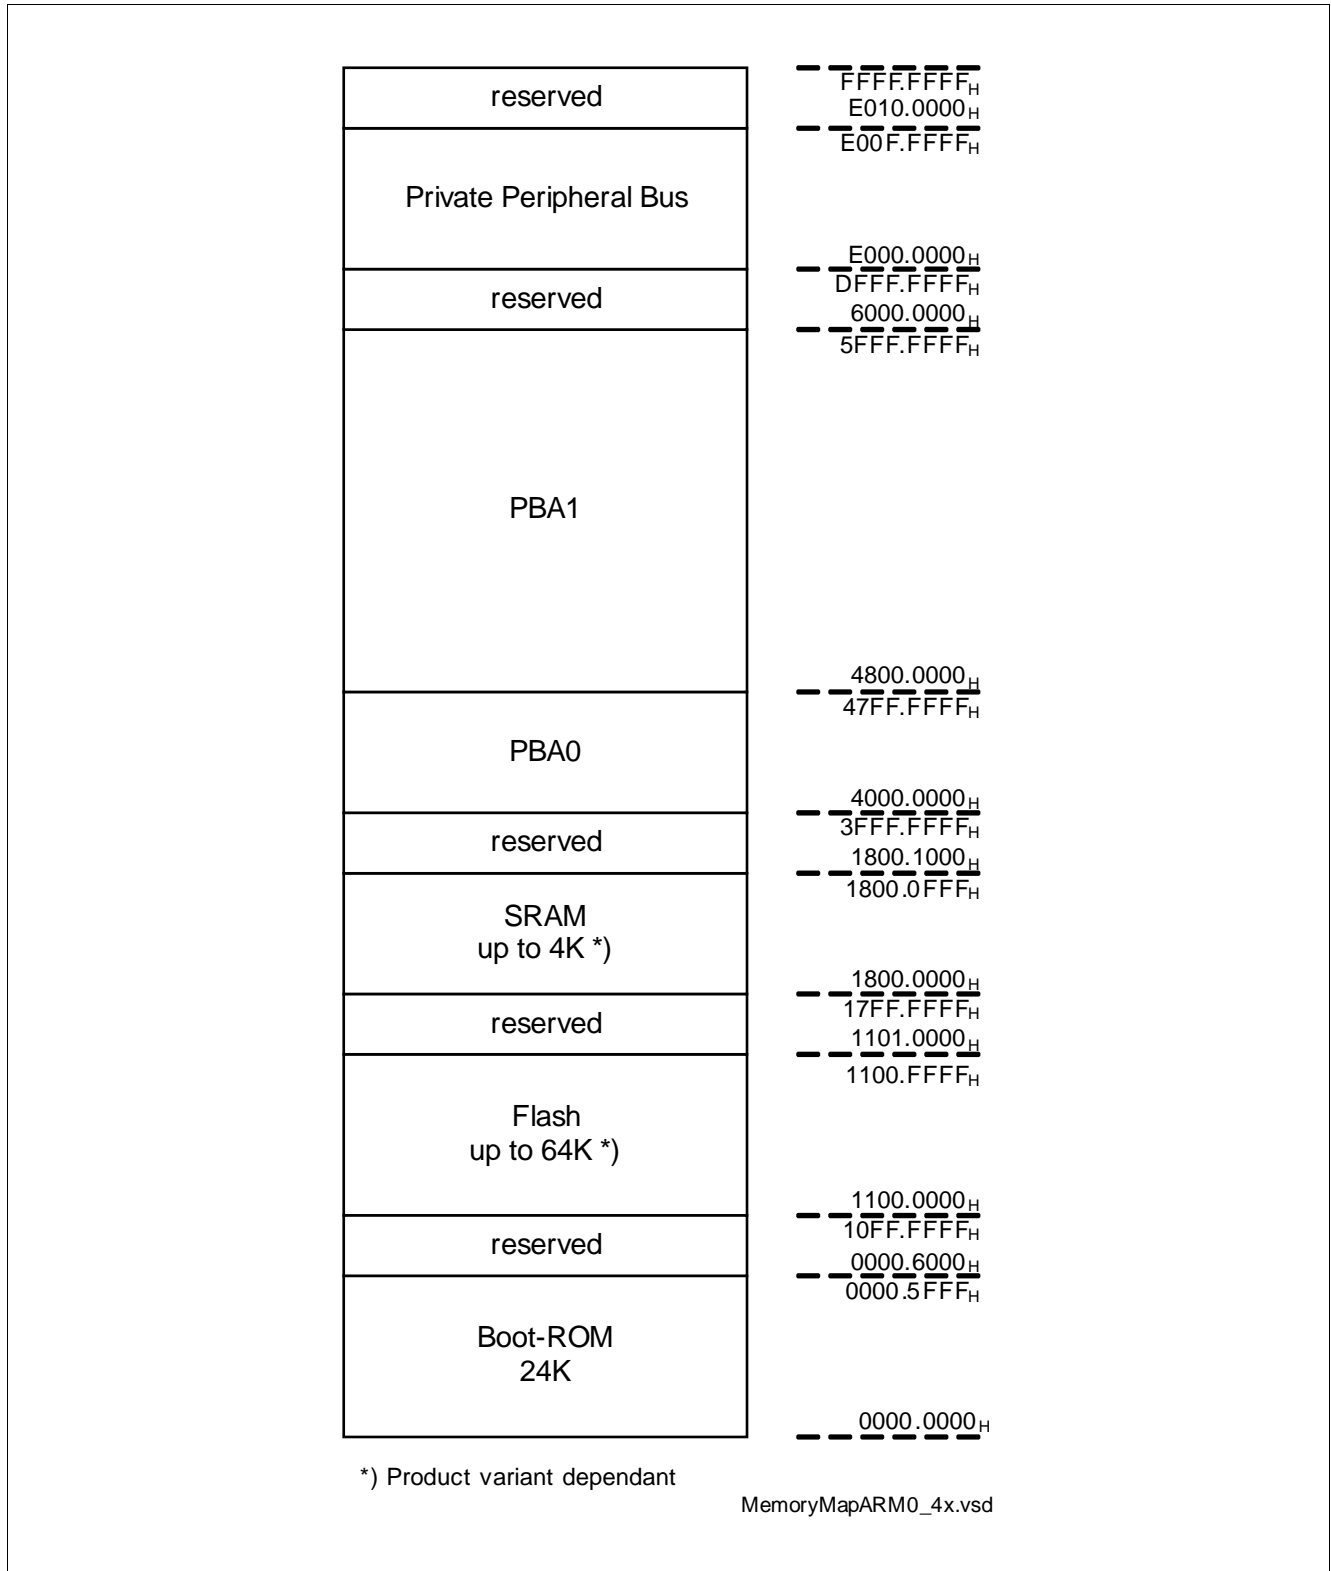 FFFF.FFFFH
reserved
E010.0000H
E00F.FFFFH
Private Peripheral Bus
E000.0000H
DFFF.FFFFH
reserved
6000.0000H
5FFF.FFFFH
PBA1
4800.0000H
47FF.FFFFH
PBA0
4000.0000H
3FFF.FFFFH
reserved
1800.1000H
1800.0FFFH
SRAM
up to 4K *)
1800.0000H
17FF.FFFFH
reserved
1101.0000H
1100.FFFFH
Flash
up to 64K *)
1100.0000H
10FF.FFFFH
reserved
0000.6000H
0000.5FFFH
Boot-ROM
24K
0000.0000H
*) Product variant dependant
MemoryMapARM0_4x.vsd